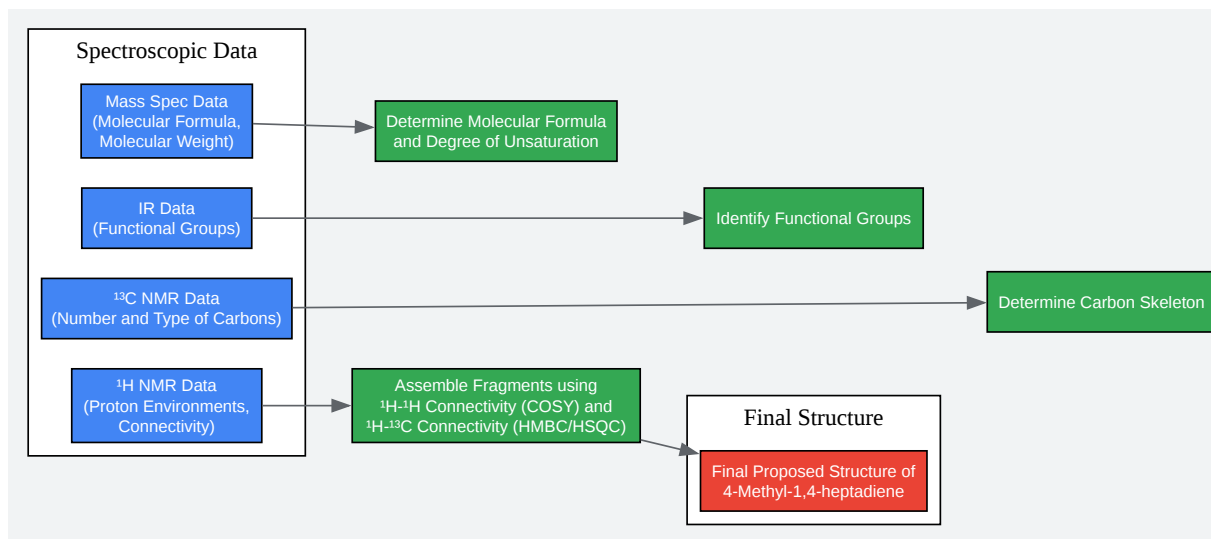 Spectroscopic Data
Mass Spec Data
(Molecular Formula,
Molecular Weight)
Determine Molecular Formula
and Degree of Unsaturation
IR Data
(Functional Groups)
Identify Functional Groups
¹³C NMR Data
(Number and Type of Carbons)
Determine Carbon Skeleton
¹H NMR Data
(Proton Environments,
Connectivity)
Assemble Fragments using
¹H-¹H Connectivity (COSY) and
¹H-¹³C Connectivity (HMBC/HSQC)
Final Structure
Final Proposed Structure of
4-Methyl-1,4-heptadiene